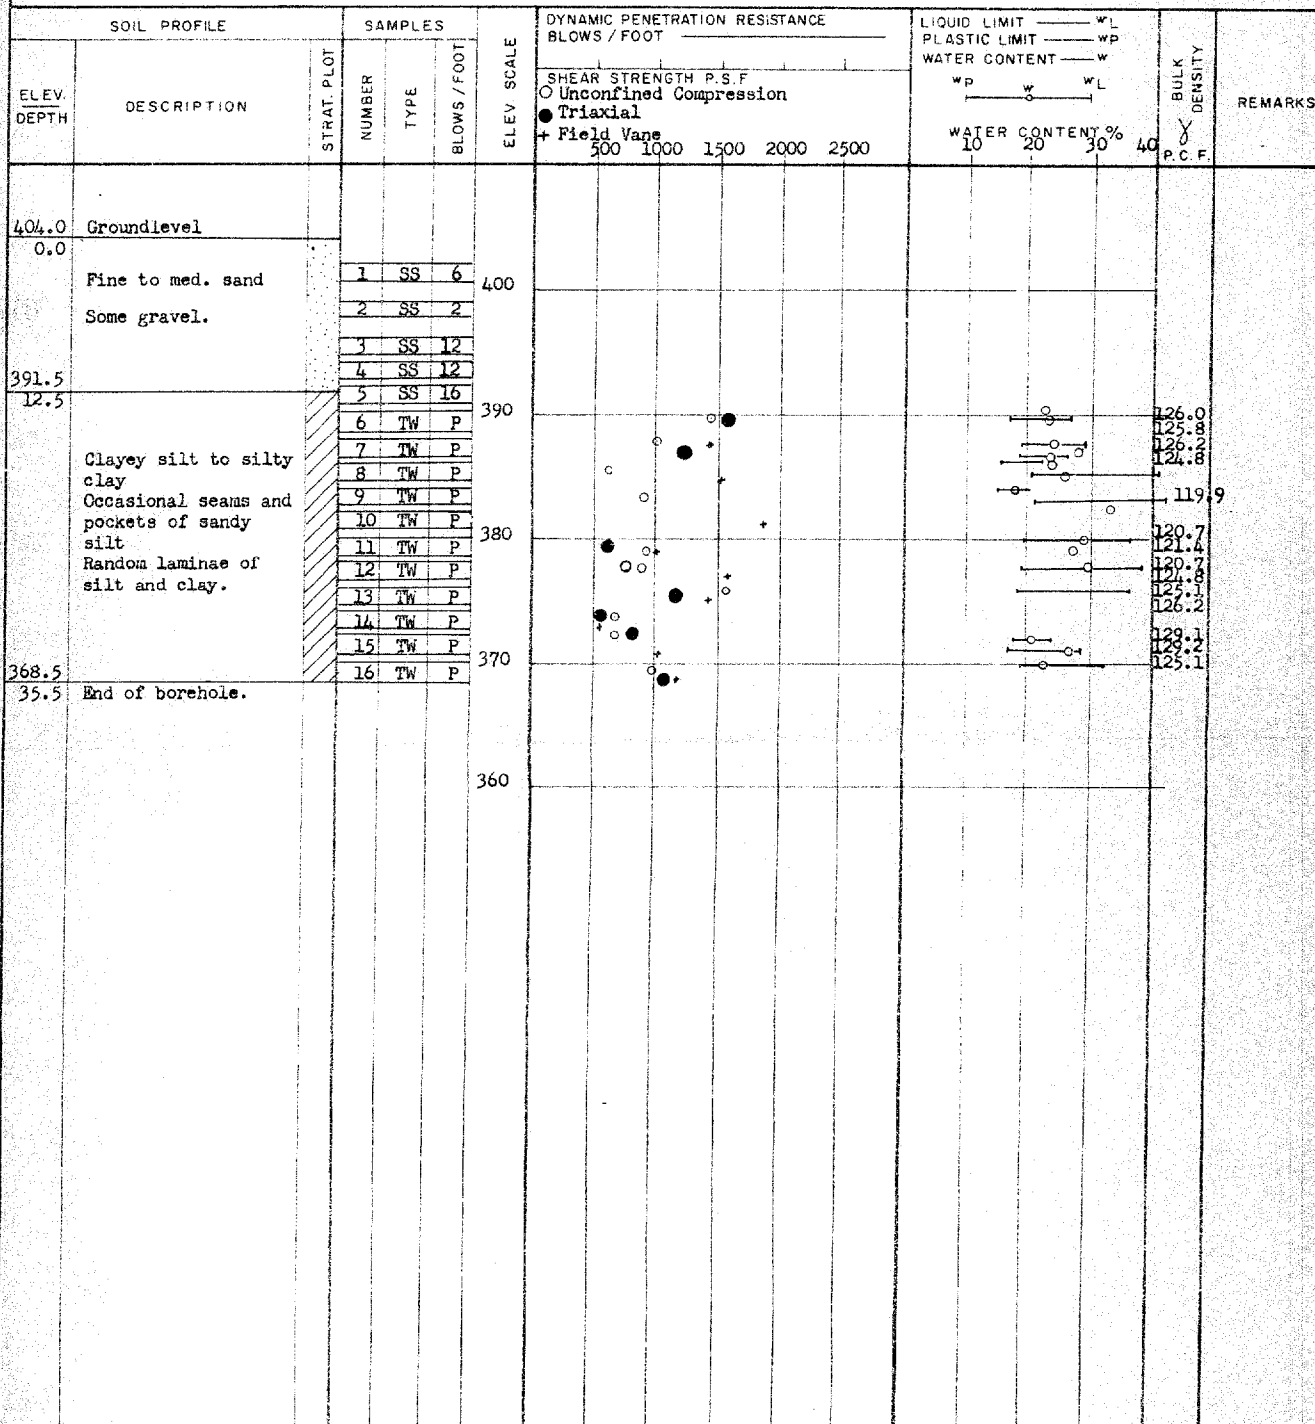 SOIL PROFILE
SAMPLES
ELEV.
DEPTH
DESCRIPTION
STRAT. PLOT
NUMBER
TYPE
BLOWS / FOOT
ELEV SCALE
DYNAMIC PENETRATION RESISTANCE
BLOWS / FOOT
SHEAR STRENGTH P.S.F
Unconfined Compression
Triaxial
+ Field Vane
500 1000 1500 2000 2500
LIQUID LIMIT wL
PLASTIC LIMIT wP
WATER CONTENT w
wP w wL
WATER CONTENT %
10 20 30 40
BULK DENSITY
γ
P.C.F.
REMARKS
404.0 Groundlevel
0.0
Fine to med. sand
Some gravel.
391.5
12.5
Clayey silt to silty
clay
Occasional seams and
pockets of sandy
silt
Random laminae of
silt and clay.
368.5
35.5 End of borehole.
1 SS 6
2 SS 2
3 SS 12
4 SS 12
5 SS 16
6 TW P
7 TW P
8 TW P
9 TW P
10 TW P
11 TW P
12 TW P
13 TW P
14 TW P
15 TW P
16 TW P
400
390
380
370
360
126.0
125.8
126.2
124.8
119.9
120.7
121.4
120.7
124.8
125.1
126.2
129.1
129.2
125.1